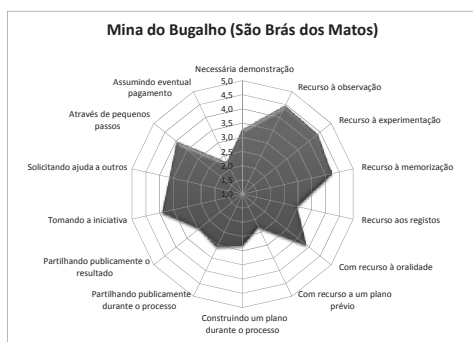 Mina do Bugalho (São Brás dos Matos)
Necessária demonstração
Recurso à observação
Recurso à experimentação
Recurso à memorização
Recurso aos registos
Com recurso à oralidade
Com recurso a um plano
prévio
Construindo um plano
durante o processo
Partilhando publicamente
durante o processo
Partilhando publicamente o
resultado
Tomando a iniciativa
Solicitando ajuda a outros
Através de pequenos
passos
Assumindo eventual
pagamento
5,0
4,5
4,0
3,5
3,0
2,5
2,0
1,5
1,0